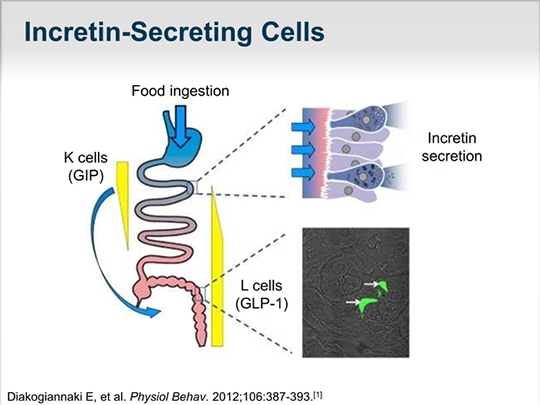 Incretin-Secreting Cells
Food ingestion
K cells
(GIP)
Incretin
secretion
L cells
(GLP-1)
Diakogiannaki E, et al. Physiol Behav. 2012;106:387-393.[1]